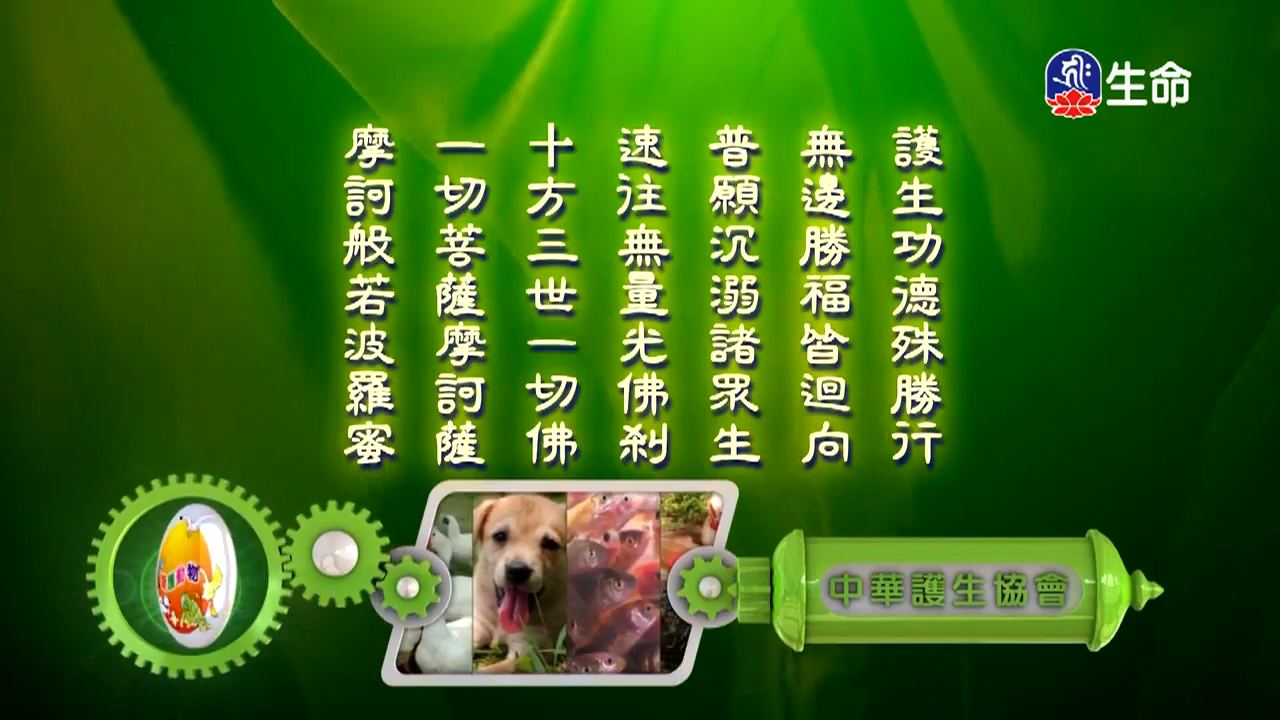 生命
護生功德殊勝行
無邊勝福皆迴向
普願沉溺諸眾生
速往無量光佛剎
十方三世一切佛
一切菩薩摩訶薩
摩訶般若波羅蜜
動物
中華護生協會